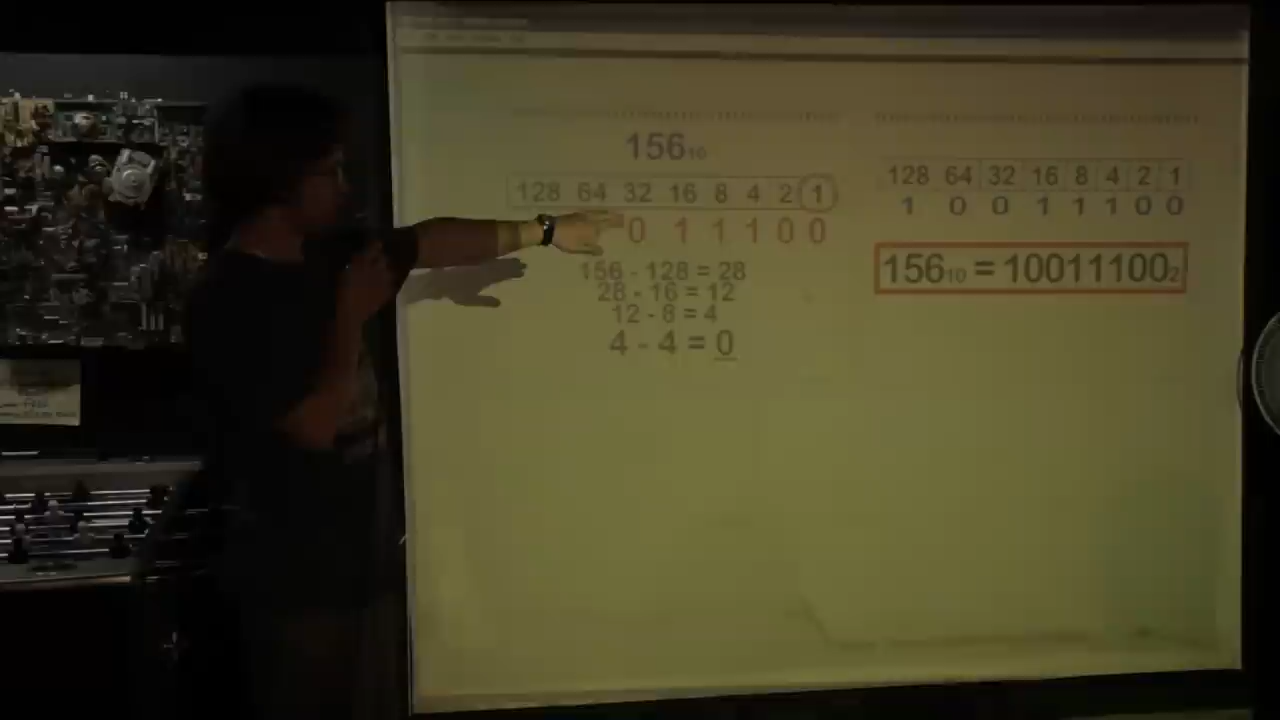 156₁₀
128 64 32 16 8 4 2 1
0 1 1 1 0 0
156 - 128 = 28
28 - 16 = 12
12 - 8 = 4
4 - 4 = 0
128 64 32 16 8 4 2 1
1 0 0 1 1 1 0 0
156₁₀ = 10011100₂